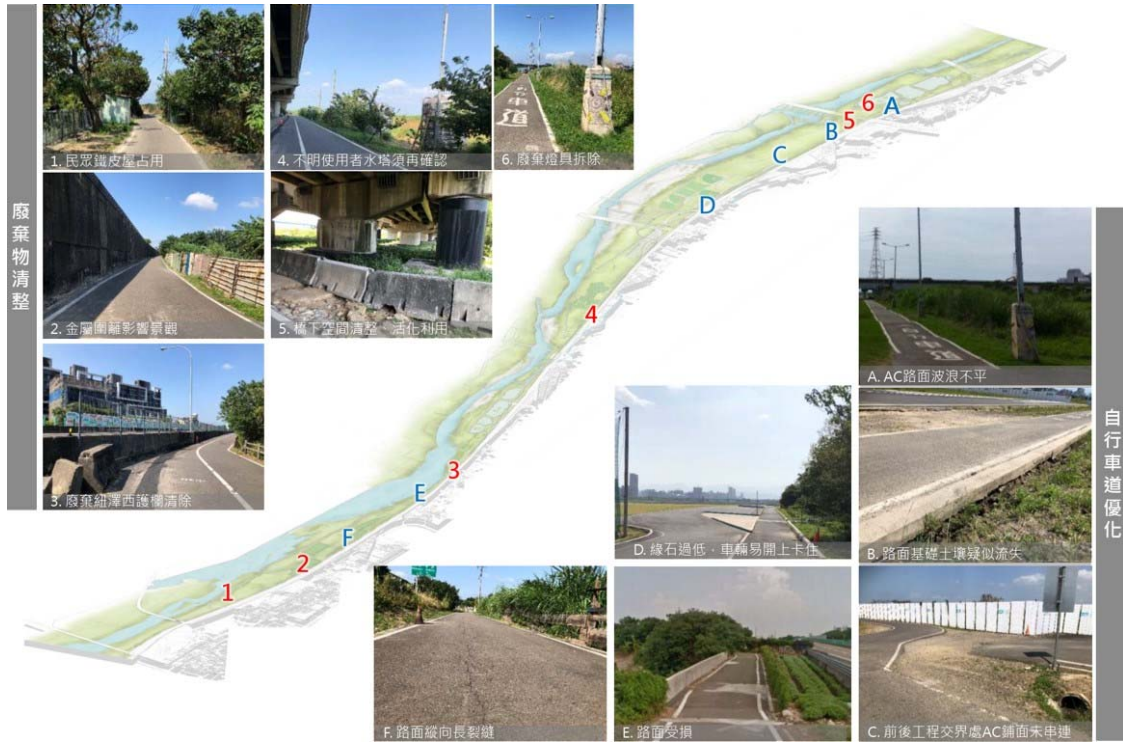 廢棄物清整
1. 民眾鐵皮屋占用
4. 不明使用者水塔須再確認
6. 廢棄燈具拆除
車道
2. 金屬圍籬影響景觀
5. 橋下空間清整、活化利用
3. 廢棄紐澤西護欄清除
6
A
5
B
C
D
4
3
E
F
2
1
自行車道優化
A. AC路面波浪不平
B. 路面基礎土壤疑似流失
C. 前後工程交界處AC鋪面未串連
D. 緣石過低，車輛易開上卡住
E. 路面受損
F. 路面縱向長裂縫